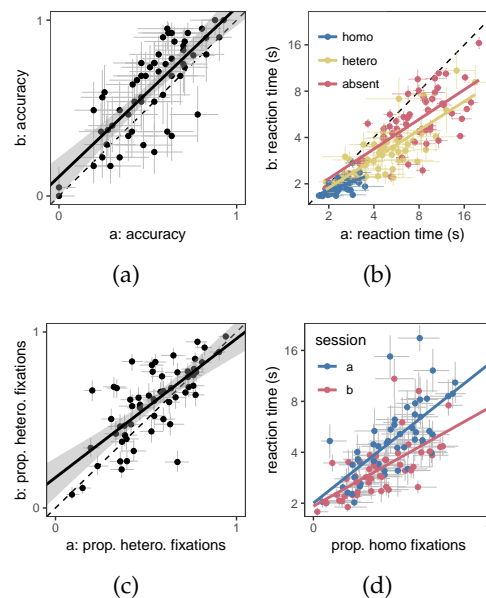 1
b: accuracy
0
0
1
a: accuracy
(a)
homo
hetero
absent
16
8
4
2
b: reaction time (s)
2
4
8
16
a: reaction time (s)
(b)
1
b: prop. hetero. fixations
0
0
1
a: prop. hetero. fixations
(c)
session
a
b
16
8
4
2
reaction time (s)
0
prop. homo fixations
(d)